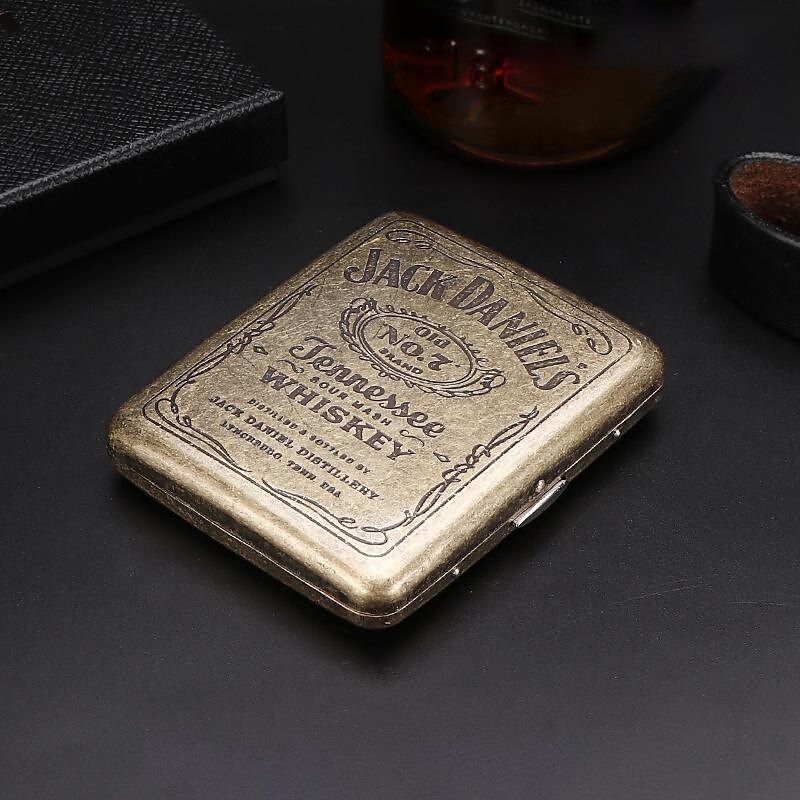 JACK DANIEL'S
Old
NO.7
BRAND
Tennessee
SOUR MASH
WHISKEY
DISTILLED & BOTTLED BY
JACK DANIEL DISTILLERY
LYNCHBURG TENN. USA